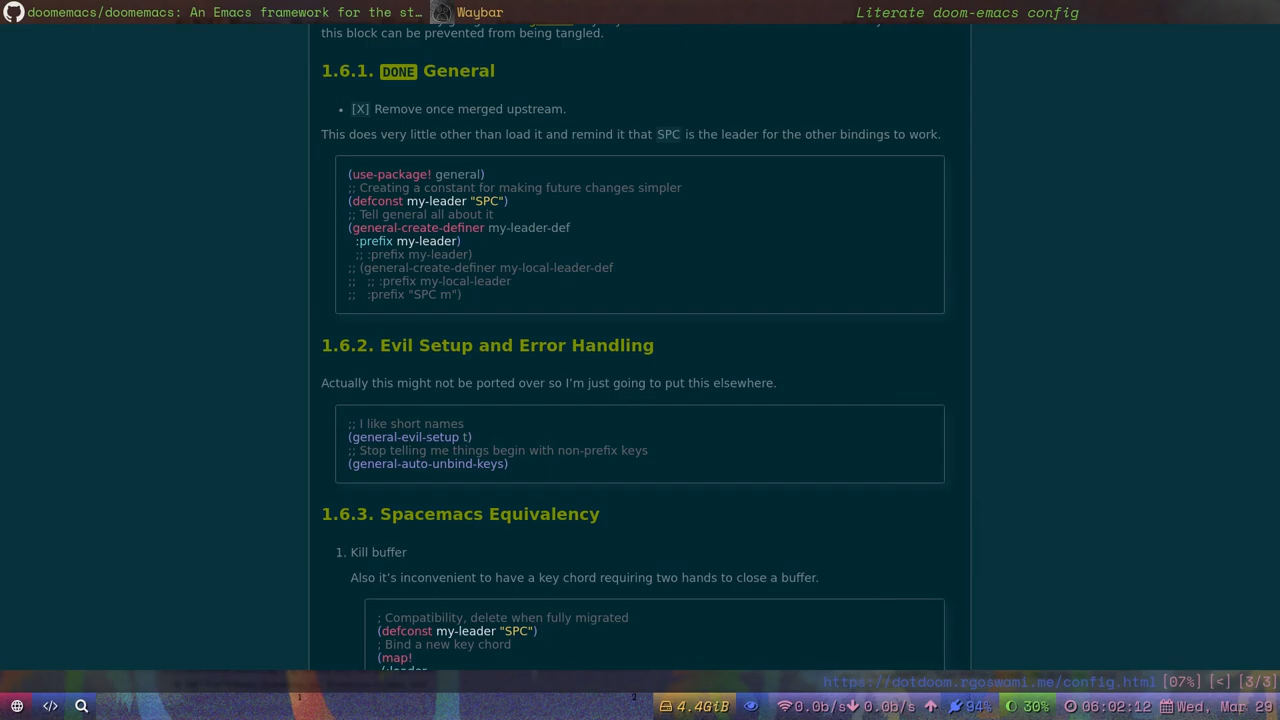 doomemacs/doomemacs: An Emacs framework for the st… Waybar Literate doom-emacs config
this block can be prevented from being tangled.
1.6.1. DONE General
• [X] Remove once merged upstream.
This does very little other than load it and remind it that SPC is the leader for the other bindings to work.
(use-package! general)
;; Creating a constant for making future changes simpler
(defconst my-leader "SPC")
;; Tell general all about it
(general-create-definer my-leader-def
:prefix my-leader)
;; :prefix my-leader)
;; (general-create-definer my-local-leader-def
;; ;; :prefix my-local-leader
;; :prefix "SPC m")
1.6.2. Evil Setup and Error Handling
Actually this might not be ported over so I'm just going to put this elsewhere.
;; I like short names
(general-evil-setup t)
;; Stop telling me things begin with non-prefix keys
(general-auto-unbind-keys)
1.6.3. Spacemacs Equivalency
1. Kill buffer
Also it's inconvenient to have a key chord requiring two hands to close a buffer.
; Compatibility, delete when fully migrated
(defconst my-leader "SPC")
; Bind a new key chord
(map!
https://dotdoom.rgoswami.me/config.html [07%] [<] [3/3]
1 2 4.4GiB 0.0b/s 0.0b/s 94% 30% 06:02:12 Wed, Mar 29